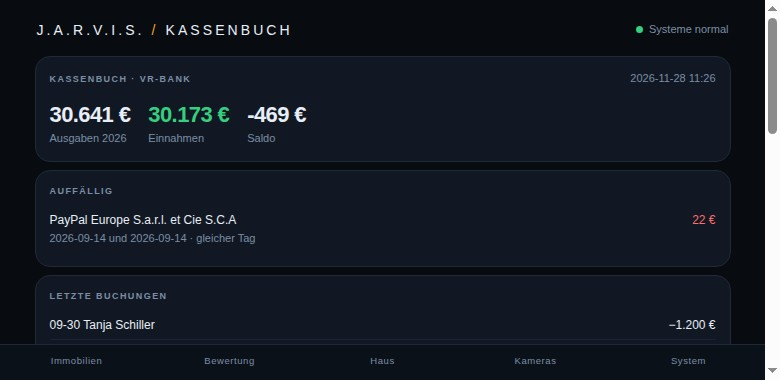 J.A.R.V.I.S. / KASSENBUCH
Systeme normal
KASSENBUCH · VR-BANK
2026-11-28 11:26
30.641 € 30.173 € -469 €
Ausgaben 2026 Einnahmen Saldo
AUFFÄLLIG
PayPal Europe S.a.r.l. et Cie S.C.A 22 €
2026-09-14 und 2026-09-14 · gleicher Tag
LETZTE BUCHUNGEN
09-30 Tanja Schiller −1.200 €
Immobilien Bewertung Haus Kameras System